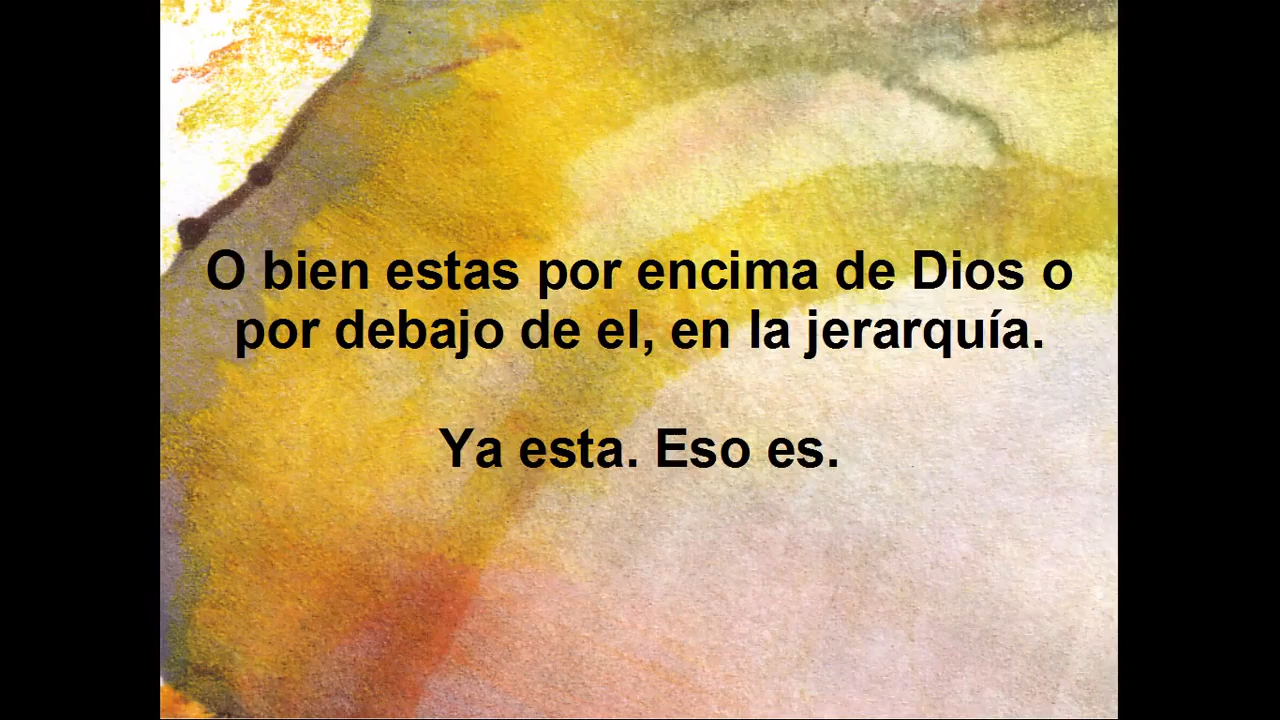 O bien estas por encima de Dios o
por debajo de el, en la jerarquía.
Ya esta. Eso es.